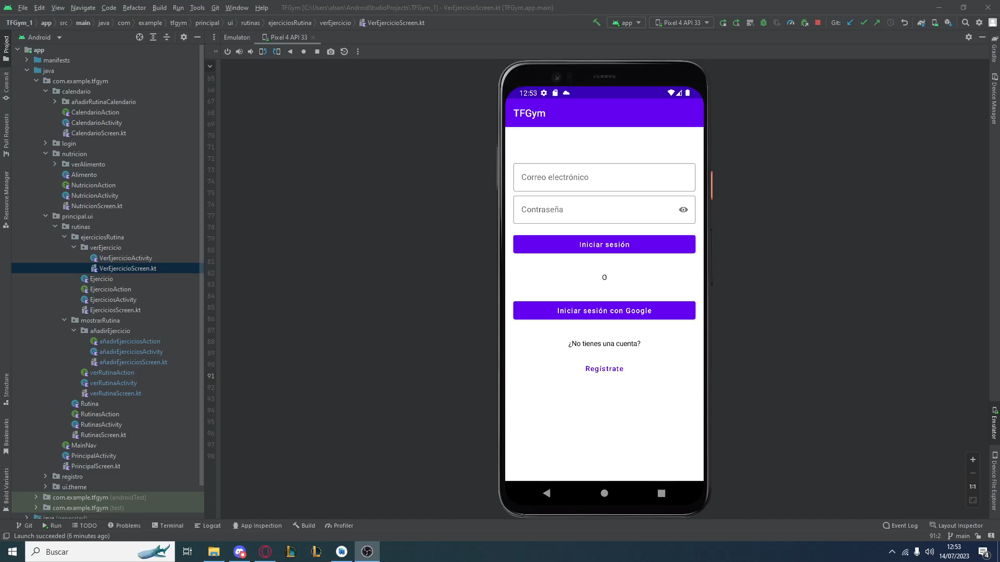 File Edit View Navigate Code Refactor Build Run Tools Git Window Help TFGym [C:\Users\alsan\AndroidStudioProjects\TFGym_1] - VerEjercicioScreen.kt [TFGym.app.main]
TFGym_1 app src main java com example tfgym principal ui rutinas ejerciciosRutina verEjercicio VerEjercicioScreen.kt app Pixel 4 API 33 Git:
Android Emulator: Pixel 4 API 33
Project
Commit
Pull Requests
Resource Manager
Structure
Bookmarks
Build Variants
app
manifests
java
com.example.tfgym
calendario
añadirRutinaCalendario
CalendarioAction
CalendarioActivity
CalendarioScreen.kt
login
nutricion
verAlimento
Alimento
NutricionAction
NutricionActivity
NutricionScreen.kt
principal.ui
rutinas
ejerciciosRutina
verEjercicio
VerEjercicioActivity
VerEjercicioScreen.kt
Ejercicio
EjercicioAction
EjerciciosActivity
EjerciciosScreen.kt
mostrarRutina
añadirEjercicio
añadirEjerciciosAction
añadirEjerciciosActivity
añadirEjerciciosScreen.kt
verRutinaAction
verRutinaActivity
verRutinaScreen.kt
Rutina
RutinasAction
RutinasActivity
RutinasScreen.kt
MainNav
PrincipalActivity
PrincipalScreen.kt
registro
ui.theme
com.example.tfgym (androidTest)
com.example.tfgym (test)
java (generated)
65
66
67
68
69
70
71
72
73
74
75
76
77
78
79
80
81
82
83
84
85
86
87
88
89
90
91
92
93
94
95
96
97
98
12:53
TFGym
Correo electrónico
Contraseña
Iniciar sesión
O
Iniciar sesión con Google
¿No tienes una cuenta?
Regístrate
1:1
Gradle
Device Manager
Emulator
Device File Explorer
Git Run TODO Problems Terminal Logcat App Inspection Build Profiler Event Log Layout Inspector
Launch succeeded (6 minutes ago) 91:2 main
Buscar
12:53
14/07/2023
4